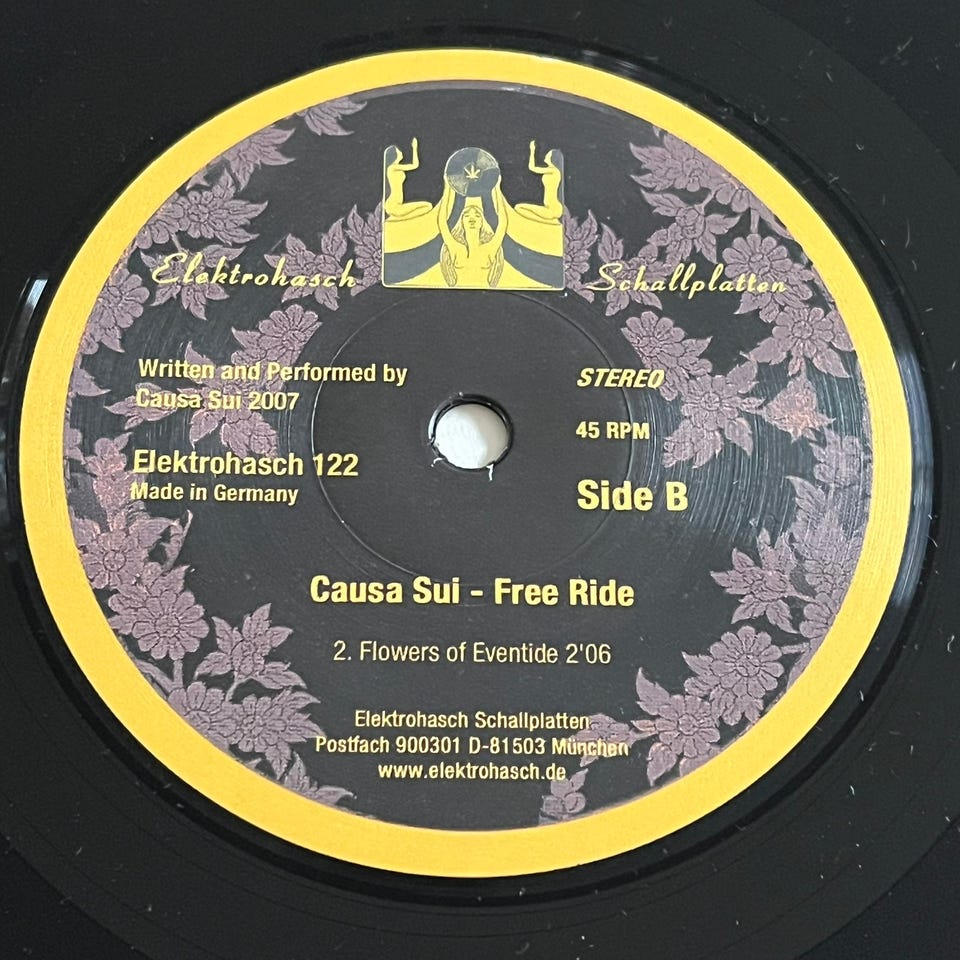 Elektrohasch Schallplatten
Written and Performed by
Causa Sui 2007
Elektrohasch 122
Made in Germany
STEREO
45 RPM
Side B
Causa Sui - Free Ride
2. Flowers of Eventide 2'06
Elektrohasch Schallplatten
Postfach 900301 D-81503 München
www.elektrohasch.de